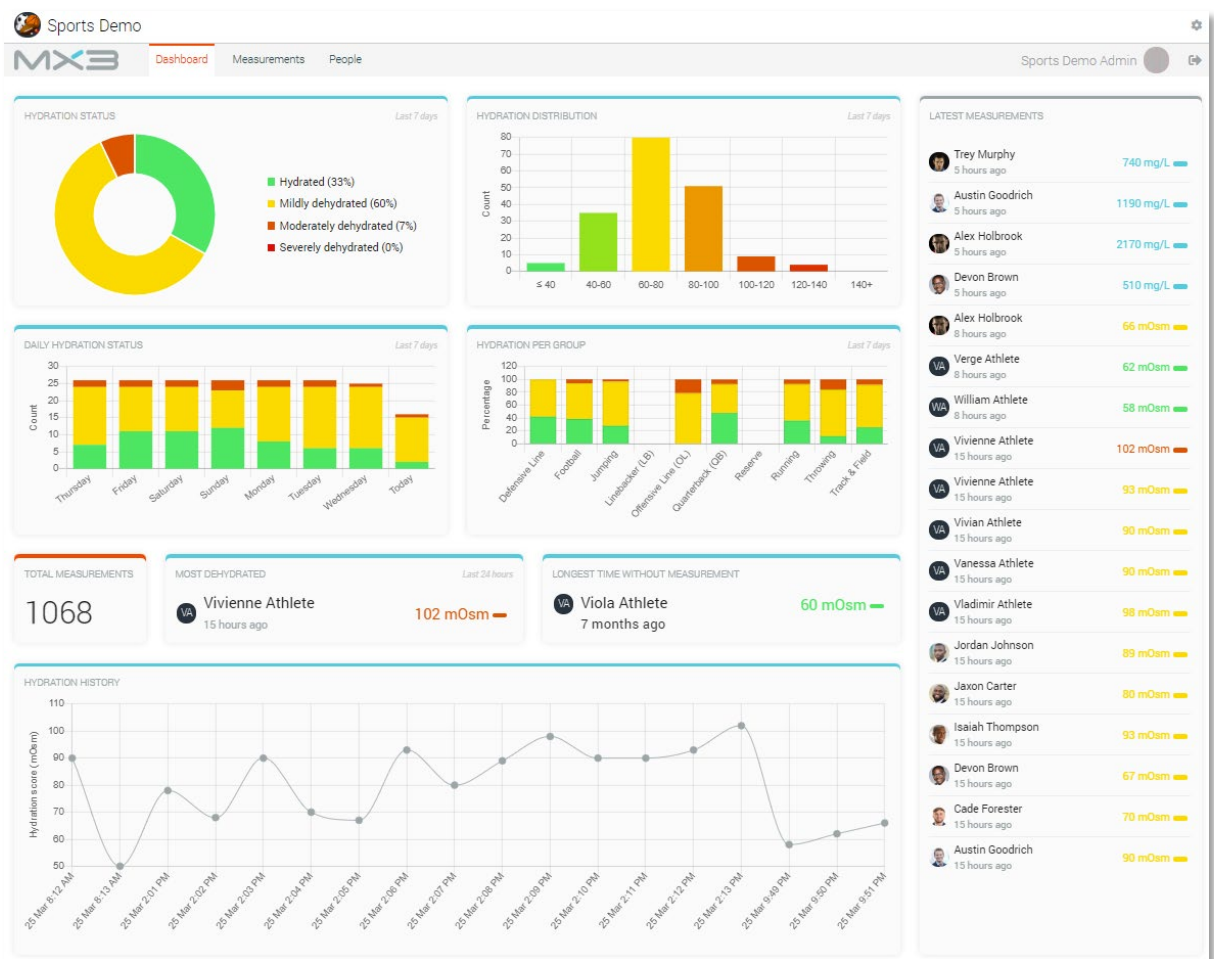 Sports Demo
MX3
Dashboard
Measurements
People
Sports Demo Admin
HYDRATION STATUS
Last 7 days
Hydrated (33%)
Mildly dehydrated (60%)
Moderately dehydrated (7%)
Severely dehydrated (0%)
HYDRATION DISTRIBUTION
Last 7 days
Count
80
70
60
50
40
30
20
10
0
≤ 40
40-60
60-80
80-100
100-120
120-140
140+
DAILY HYDRATION STATUS
Last 7 days
Count
30
25
20
15
10
5
0
Thursday
Friday
Saturday
Sunday
Monday
Tuesday
Wednesday
Today
HYDRATION PER GROUP
Last 7 days
Percentage
120
100
80
60
40
20
0
Defensive Line
Football
Jumping
Linebacker (LB)
Offensive Line (OL)
Quarterback (QB)
Reserve
Running
Throwing
Track & Field
TOTAL MEASUREMENTS
1068
MOST DEHYDRATED
Last 24 hours
VA
Vivienne Athlete
15 hours ago
102 mOsm
LONGEST TIME WITHOUT MEASUREMENT
VA
Viola Athlete
7 months ago
60 mOsm
HYDRATION HISTORY
Hydration score (mOsm)
110
100
90
80
70
60
50
25 Mar 8:12 AM
25 Mar 8:13 AM
25 Mar 2:01 PM
25 Mar 2:02 PM
25 Mar 2:03 PM
25 Mar 2:04 PM
25 Mar 2:05 PM
25 Mar 2:06 PM
25 Mar 2:07 PM
25 Mar 2:08 PM
25 Mar 2:09 PM
25 Mar 2:10 PM
25 Mar 2:11 PM
25 Mar 2:12 PM
25 Mar 2:13 PM
25 Mar 9:49 PM
25 Mar 9:50 PM
25 Mar 9:51 PM
LATEST MEASUREMENTS
Trey Murphy
5 hours ago
740 mg/L
Austin Goodrich
5 hours ago
1190 mg/L
Alex Holbrook
5 hours ago
2170 mg/L
Devon Brown
5 hours ago
510 mg/L
Alex Holbrook
8 hours ago
66 mOsm
VA
Verge Athlete
8 hours ago
62 mOsm
WA
William Athlete
8 hours ago
58 mOsm
VA
Vivienne Athlete
15 hours ago
102 mOsm
VA
Vivienne Athlete
15 hours ago
93 mOsm
VA
Vivian Athlete
15 hours ago
90 mOsm
VA
Vanessa Athlete
15 hours ago
90 mOsm
VA
Vladimir Athlete
15 hours ago
98 mOsm
Jordan Johnson
15 hours ago
89 mOsm
Jaxon Carter
15 hours ago
80 mOsm
Isaiah Thompson
15 hours ago
93 mOsm
Devon Brown
15 hours ago
67 mOsm
Cade Forester
15 hours ago
70 mOsm
Austin Goodrich
15 hours ago
90 mOsm